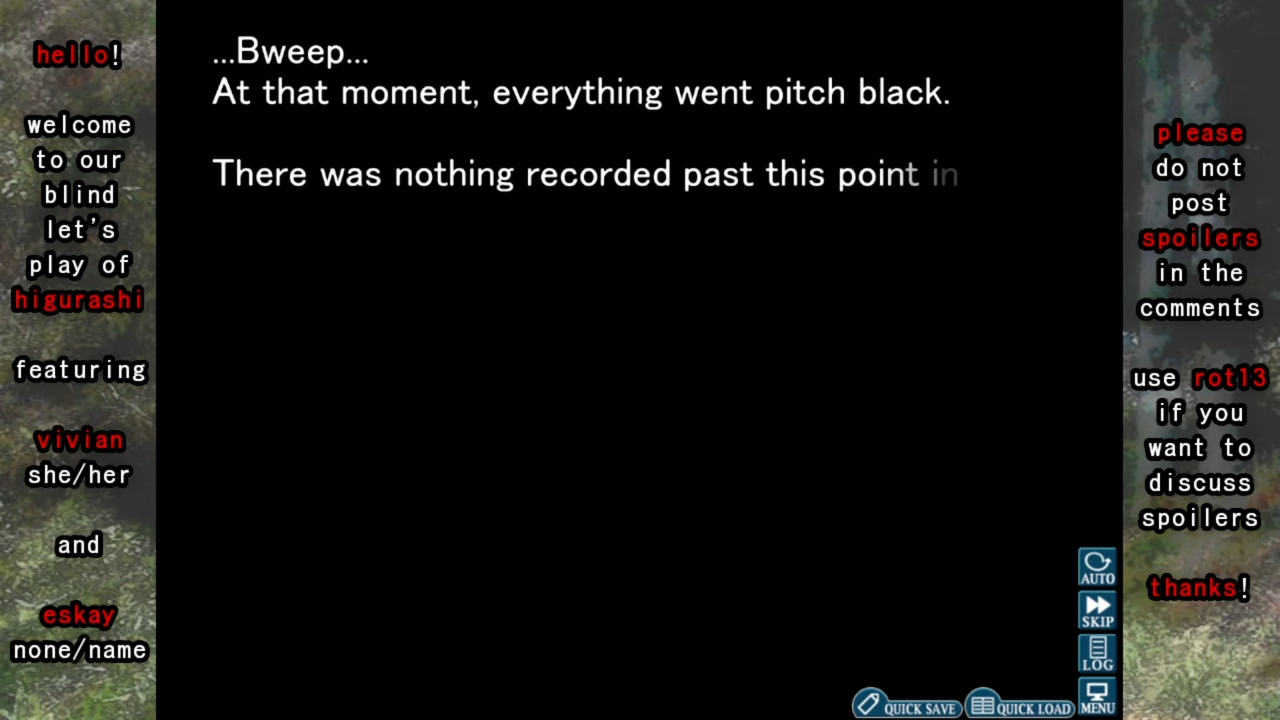 hello!
welcome
to our
blind
let's
play of
higurashi
featuring
vivian
she/her
and
eskay
none/name
...Bweep...
At that moment, everything went pitch black.
There was nothing recorded past this point in
AUTO
SKIP
LOG
MENU
QUICK SAVE
QUICK LOAD
please
do not
post
spoilers
in the
comments
use rot13
if you
want to
discuss
spoilers
thanks!